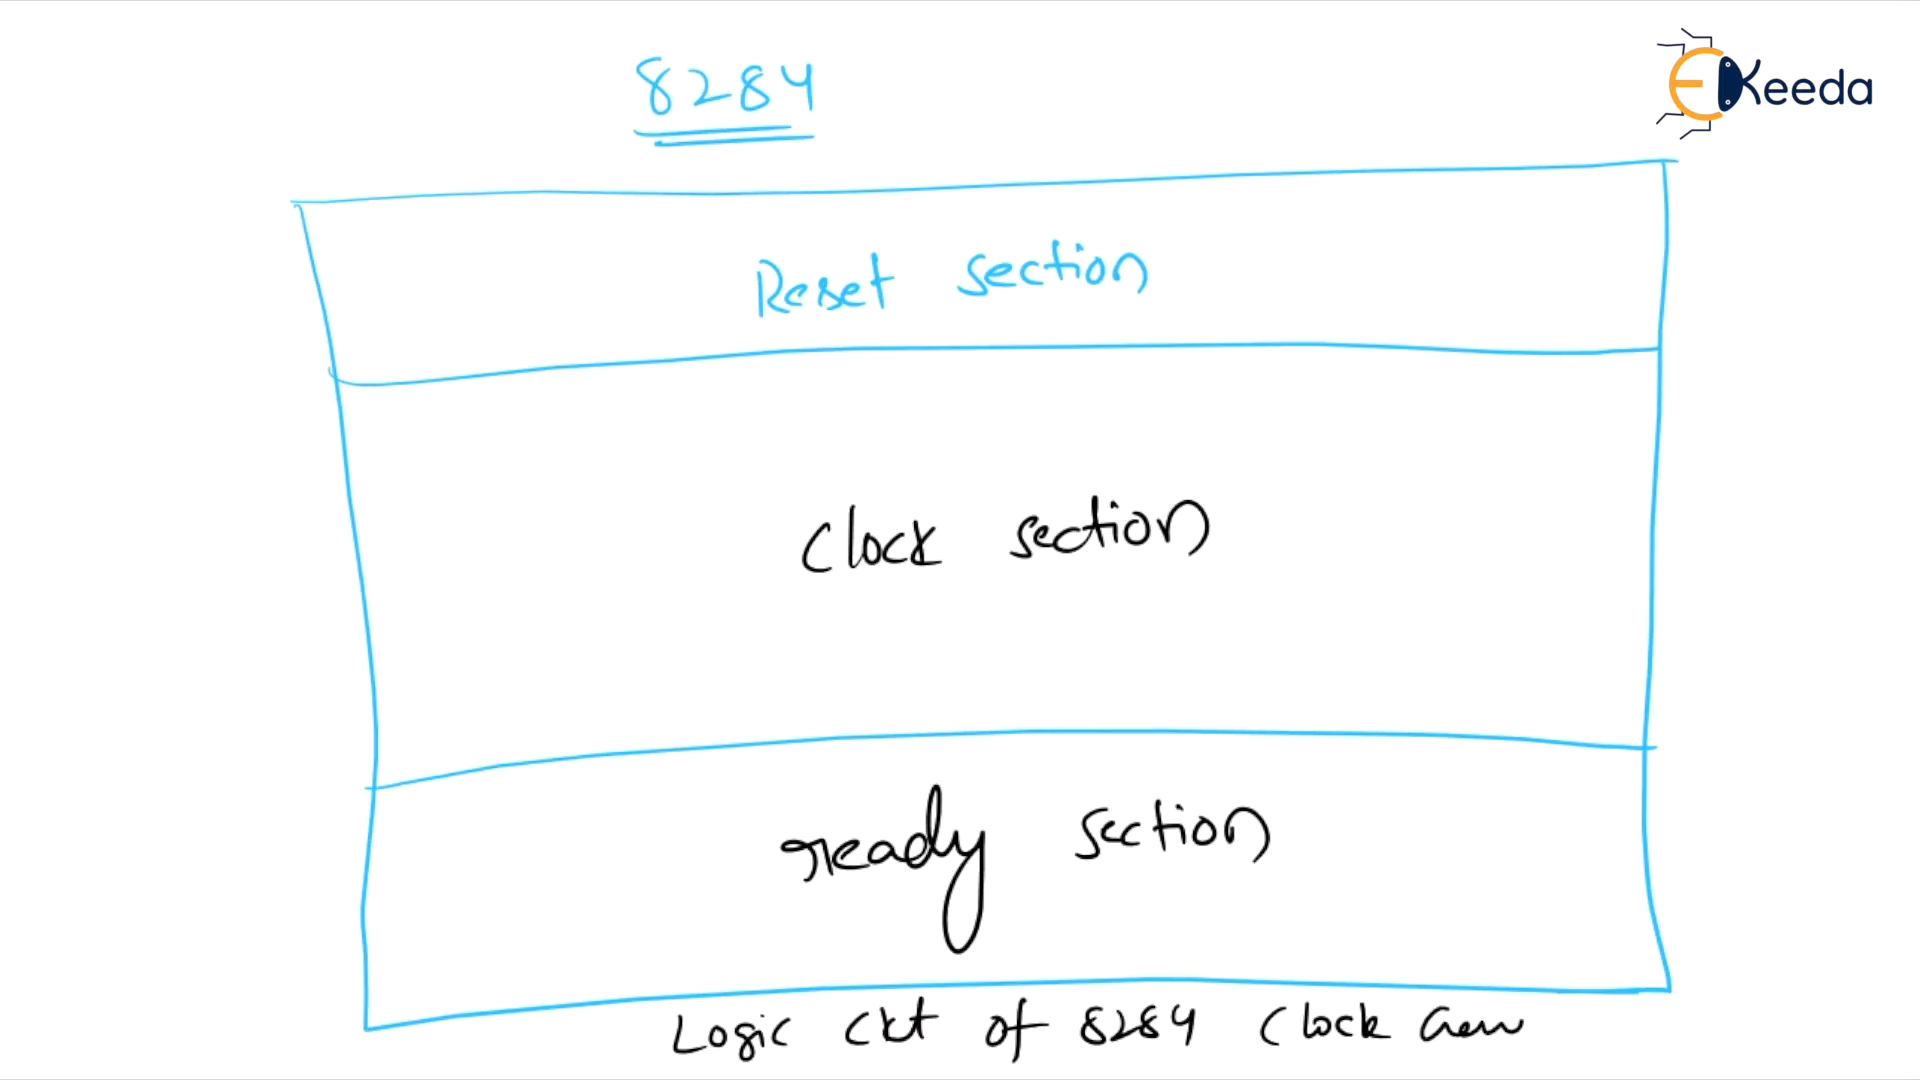 8284
EKeeda
Reset section
Clock section
ready section
Logic ckt of 8284 Clock Gen